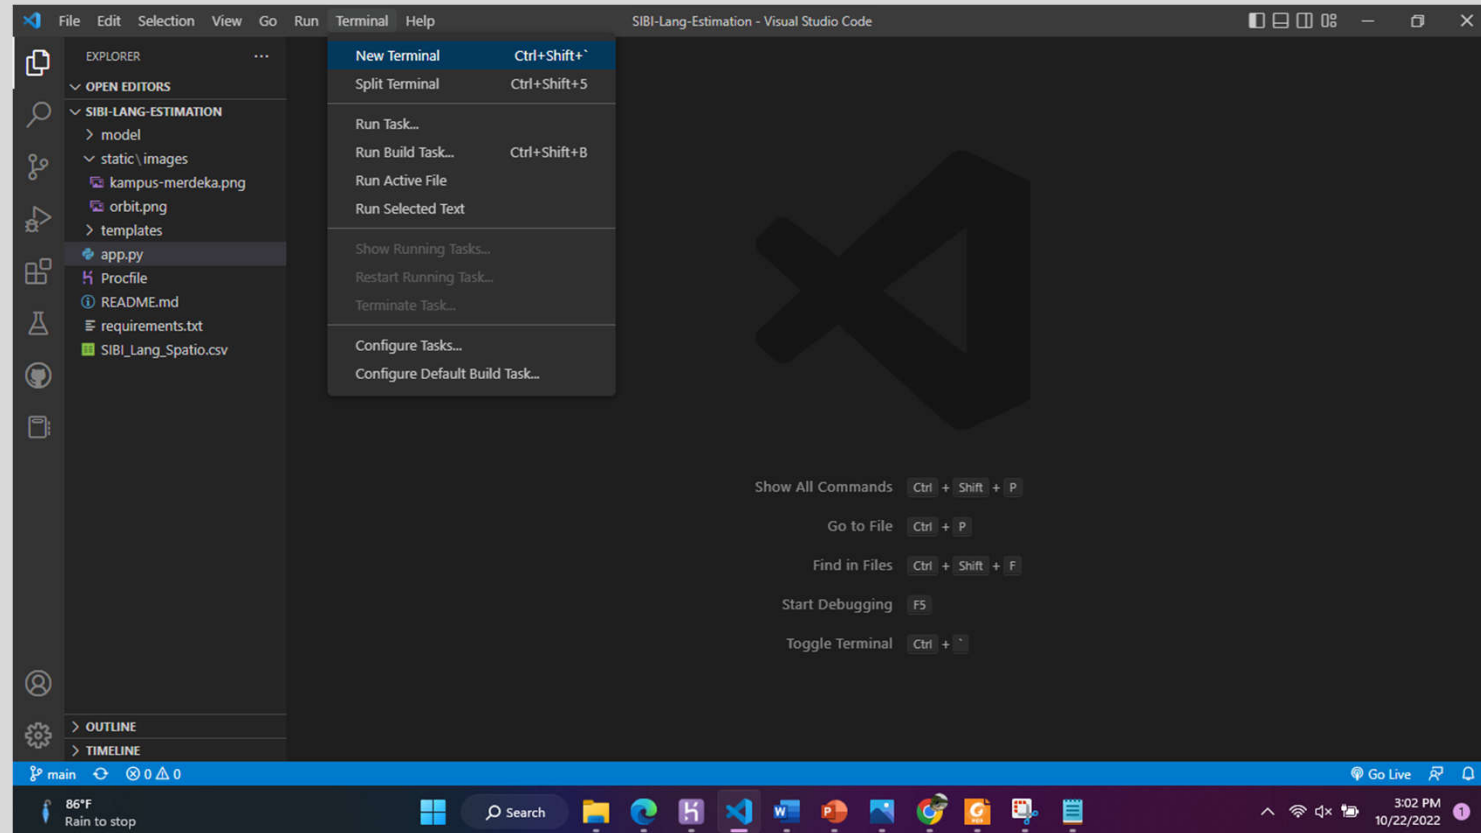 File Edit Selection View Go Run Terminal Help
SIBI-Lang-Estimation - Visual Studio Code
EXPLORER
OPEN EDITORS
SIBI-LANG-ESTIMATION
model
static\images
kampus-merdeka.png
orbit.png
templates
app.py
Procfile
README.md
requirements.txt
SIBI_Lang_Spatio.csv
OUTLINE
TIMELINE
New Terminal Ctrl+Shift+`
Split Terminal Ctrl+Shift+5
Run Task...
Run Build Task... Ctrl+Shift+B
Run Active File
Run Selected Text
Show Running Tasks...
Restart Running Task...
Terminate Task...
Configure Tasks...
Configure Default Build Task...
Show All Commands Ctrl + Shift + P
Go to File Ctrl + P
Find in Files Ctrl + Shift + F
Start Debugging F5
Toggle Terminal Ctrl + `
main 0 0
Go Live
86°F
Rain to stop
Search
3:02 PM
10/22/2022
1